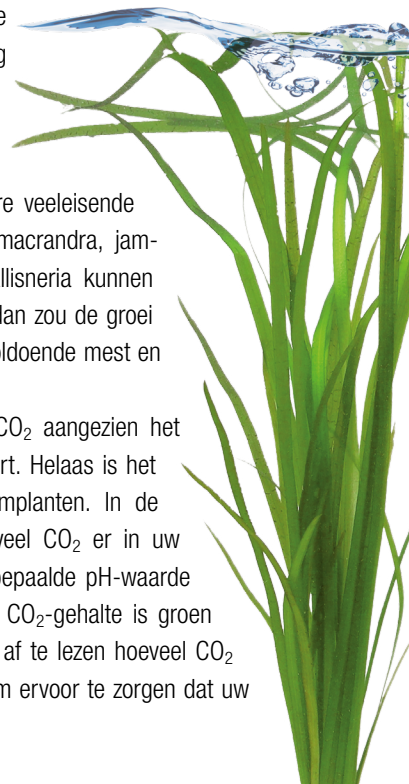 e
g
re veeleisende
macrandra, jam-
llisneria kunnen
dan zou de groei
oldoende mest en
CO₂ aangezien het
rt. Helaas is het
mplanten. In de
veel CO₂ er in uw
bepaalde pH-waarde
CO₂-gehalte is groen
af te lezen hoeveel CO₂
m ervoor te zorgen dat uw